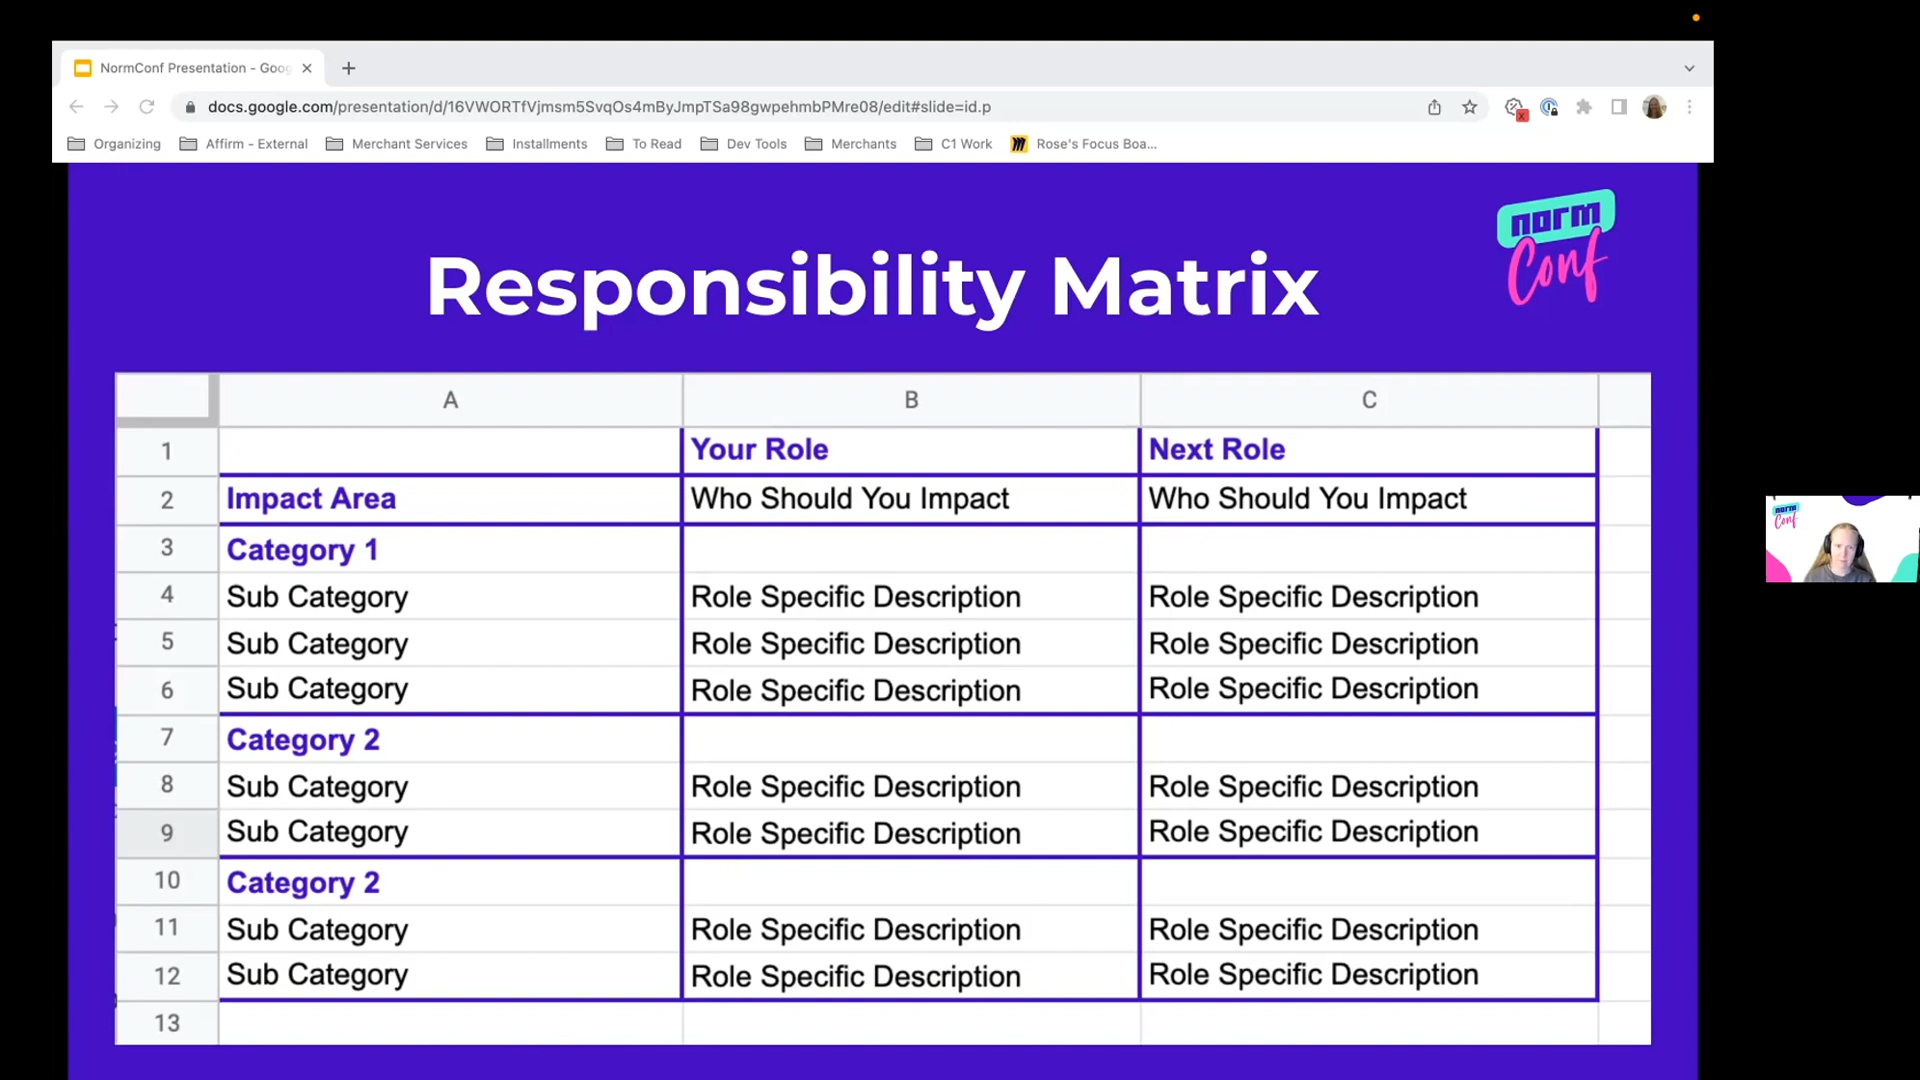 NormConf Presentation - Goog
docs.google.com/presentation/d/16VWORTfVjmsm5SvqOs4mByJmpTSa98gwpehmbPMre08/edit#slide=id.p
Organizing Affirm - External Merchant Services Installments To Read Dev Tools Merchants C1 Work Rose's Focus Boa...
norm
Conf
Responsibility Matrix
A B C
1 Your Role Next Role
2 Impact Area Who Should You Impact Who Should You Impact
3 Category 1
4 Sub Category Role Specific Description Role Specific Description
5 Sub Category Role Specific Description Role Specific Description
6 Sub Category Role Specific Description Role Specific Description
7 Category 2
8 Sub Category Role Specific Description Role Specific Description
9 Sub Category Role Specific Description Role Specific Description
10 Category 2
11 Sub Category Role Specific Description Role Specific Description
12 Sub Category Role Specific Description Role Specific Description
13
norm
Conf